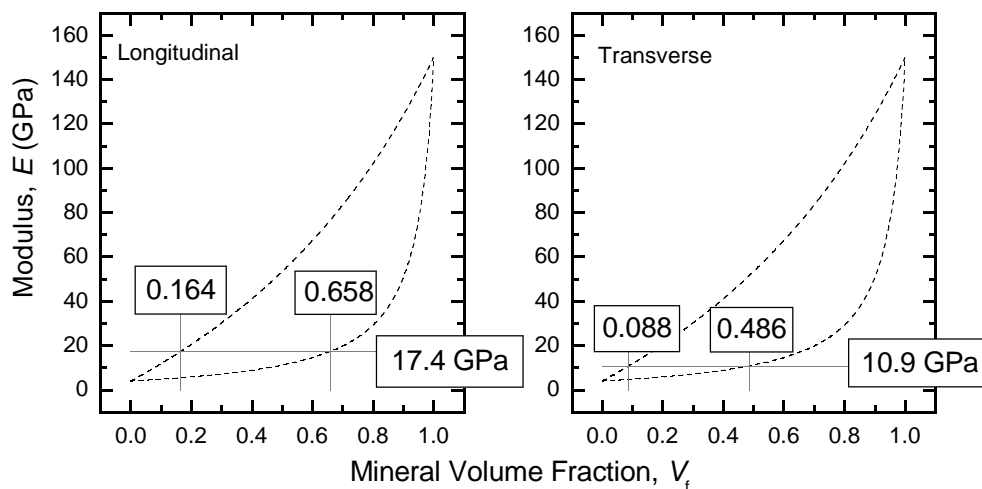 Longitudinal
Transverse
Modulus, E (GPa)
160
140
120
100
80
60
40
20
0
160
140
120
100
80
60
40
20
0
0.164
0.658
17.4 GPa
0.088
0.486
10.9 GPa
0.0 0.2 0.4 0.6 0.8 1.0
0.0 0.2 0.4 0.6 0.8 1.0
Mineral Volume Fraction, Vf